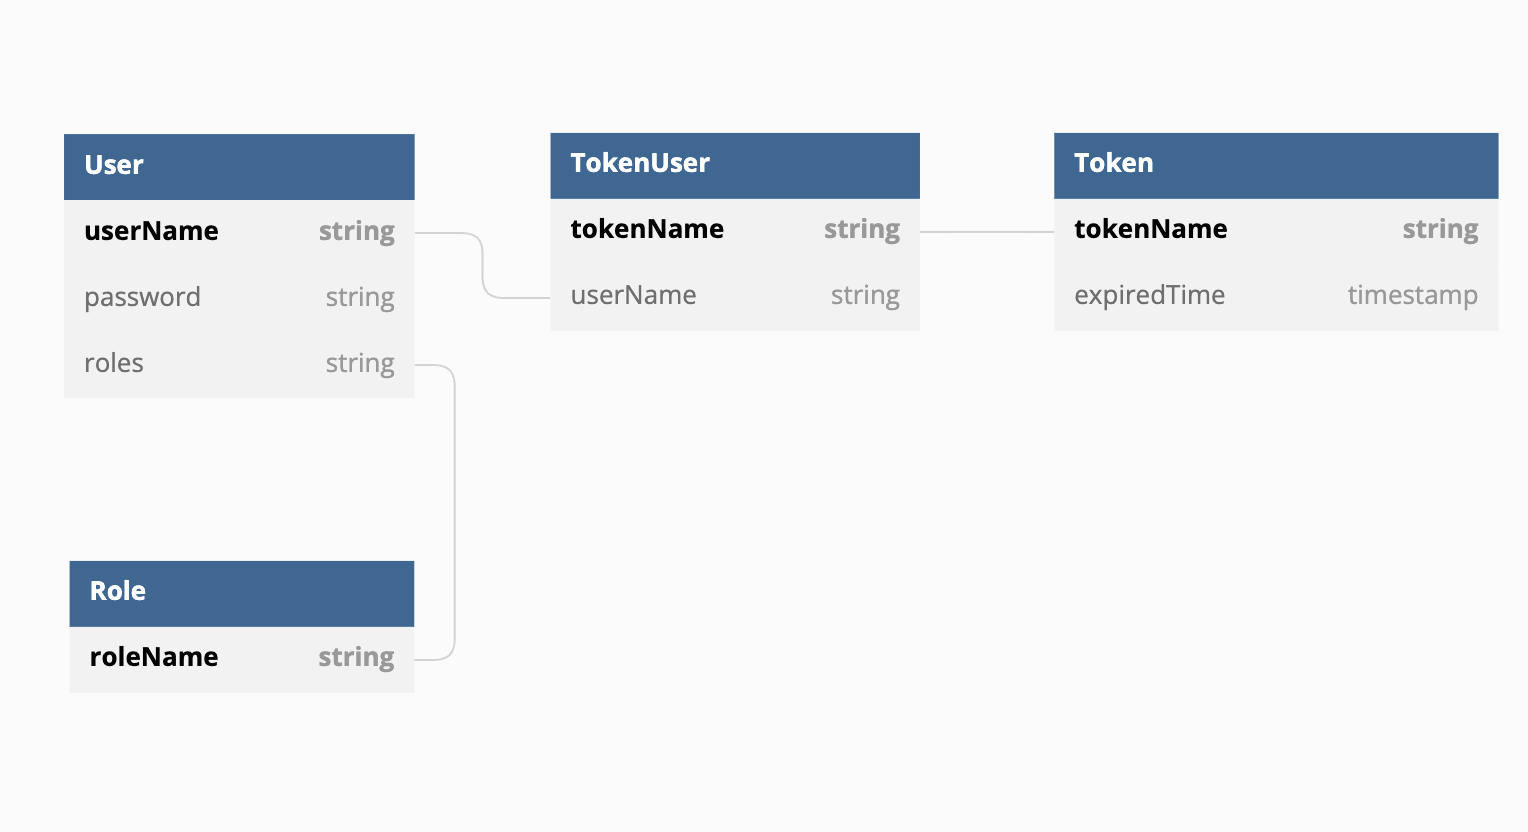 User
userName string
password string
roles string
TokenUser
tokenName string
userName string
Token
tokenName string
expiredTime timestamp
Role
roleName string